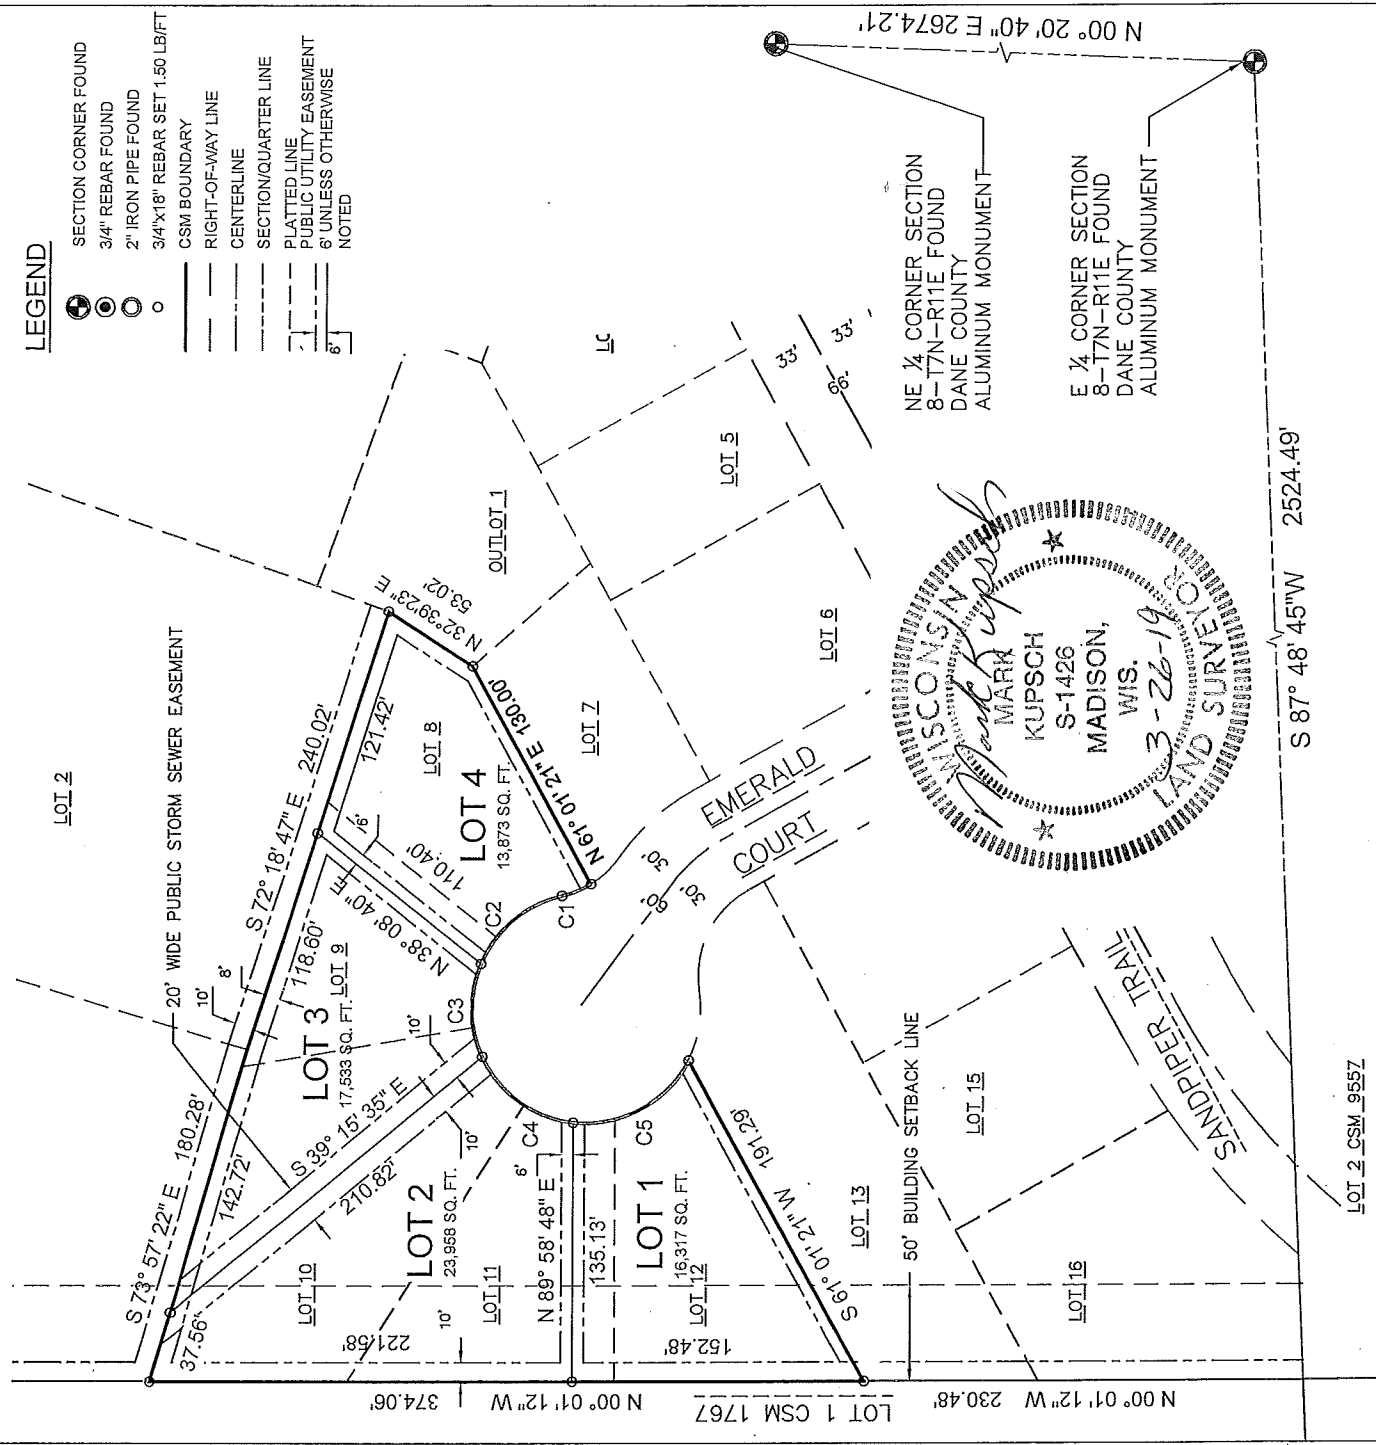 LEGEND
SECTION CORNER FOUND
3/4" REBAR FOUND
2" IRON PIPE FOUND
3/4"x18" REBAR SET 1.50 LB/FT
CSM BOUNDARY
RIGHT-OF-WAY LINE
CENTERLINE
SECTION/QUARTER LINE
PLATTED LINE
PUBLIC UTILITY EASEMENT
6' UNLESS OTHERWISE
NOTED
6'
N 00° 20' 40" E 2674.21'
NE ¼ CORNER SECTION
8-T7N-R11E FOUND
DANE COUNTY
ALUMINUM MONUMENT
E ¼ CORNER SECTION
8-T7N-R11E FOUND
DANE COUNTY
ALUMINUM MONUMENT
S 87° 48' 45"W 2524.49'
LOT 2
20' WIDE PUBLIC STORM SEWER EASEMENT
S 72° 18' 47" E 240.02'
121.42'
118.60'
N 32°39'23" E
53.02'
OUTLOT 1
LOT 5
LOT 6
LOT 7
LOT 8
LOT 4
13,873 SQ. FT.
N 61° 01' 21" E 130.00'
6'
110.40'
N 38° 08' 40" E
C1
C2
C3
C4
C5
LOT 9
LOT 3
17,533 SQ. FT.
10'
8'
10'
S 73° 57' 22" E 180.28'
142.72'
37.56'
S 39° 15' 35" E
210.82'
10'
LOT 10
LOT 2
23,958 SQ. FT.
LOT 11
221.58'
10'
6'
N 89° 58' 48" E
135.13'
LOT 1
16,317 SQ. FT.
LOT 12
152.48'
S 61° 01' 21" W 191.29'
LOT 13
N 00° 01' 12" W 374.06'
LOT 1 CSM 1767
N 00° 01' 12" W 230.48'
50' BUILDING SETBACK LINE
LOT 15
LOT 16
SANDPIPER TRAIL
LOT 2 CSM 9557
EMERALD
COURT
30'
60'
30'
33'
33'
66'
WISCONSIN
MARK
KUPSCH
S-1426
MADISON,
WIS.
LAND SURVEYOR
Mark Kupsch
3-26-19